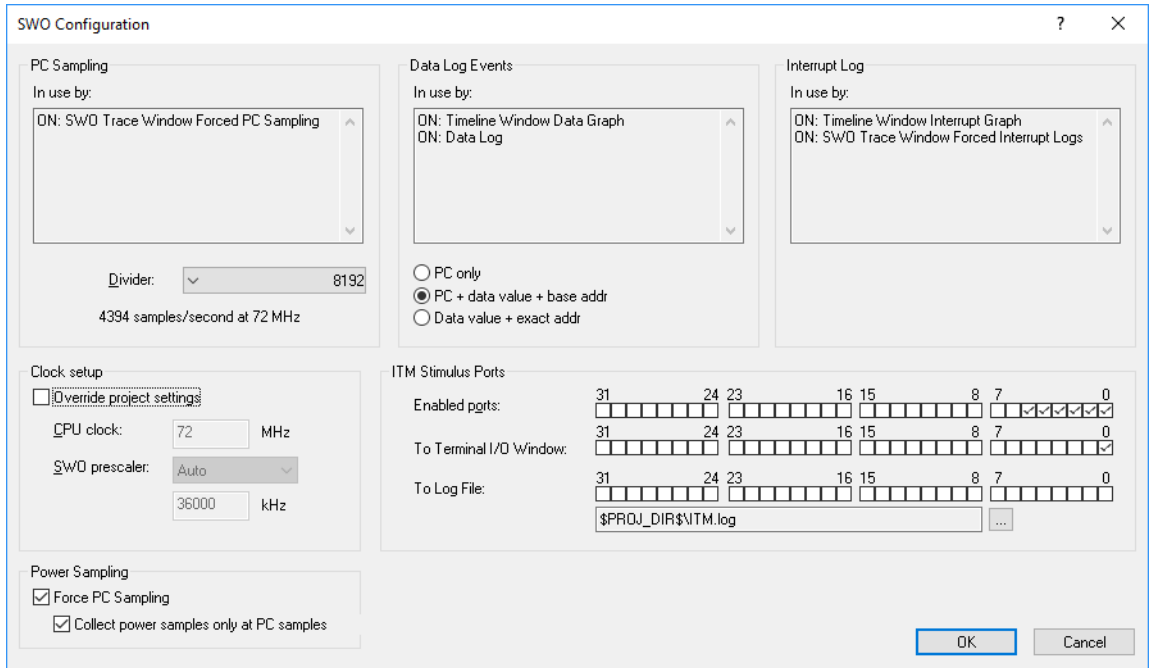 SWO Configuration
?
PC Sampling
In use by:
ON: SWO Trace Window Forced PC Sampling
Divider:
8192
4394 samples/second at 72 MHz
Data Log Events
In use by:
ON: Timeline Window Data Graph
ON: Data Log
PC only
PC + data value + base addr
Data value + exact addr
Interrupt Log
In use by:
ON: Timeline Window Interrupt Graph
ON: SWO Trace Window Forced Interrupt Logs
Clock setup
Override project settings
CPU clock: 72 MHz
SWO prescaler: Auto
36000 kHz
ITM Stimulus Ports
31 24 23 16 15 8 7 0
Enabled ports:
31 24 23 16 15 8 7 0
To Terminal I/O Window:
31 24 23 16 15 8 7 0
To Log File:
$PROJ_DIR$\ITM.log
...
Power Sampling
Force PC Sampling
Collect power samples only at PC samples
OK
Cancel